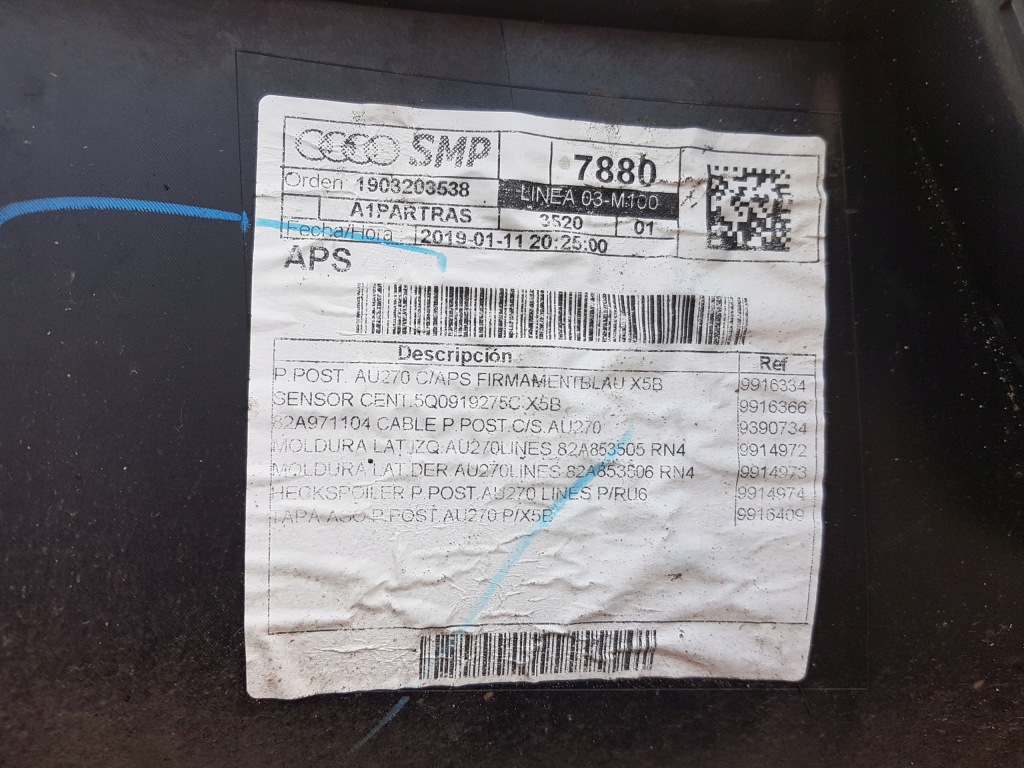 SMP
7880
Orden: 1903203538
LINEA 03-M100
A1PARTRAS
3520
01
Fecha/Hora
2019-01-11 20:25:00
APS
Descripción
Ref
P.POST. AU270 C/APS FIRMAMENTBLAU X5B 9916334
SENSOR CENT.5Q0919275C X5B 9916366
82A971104 CABLE P.POST.C/S.AU270 9390734
MOLDURA LAT.IZQ.AU270LINES 82A853505 RN4 9914972
MOLDURA LAT DER AU270LINES 82A853506 RN4 9914973
HECKSPOILER P.POST.AU270 LINES P/RU6 9914974
TAPA P.POST.AU270 P/X5B 9916409